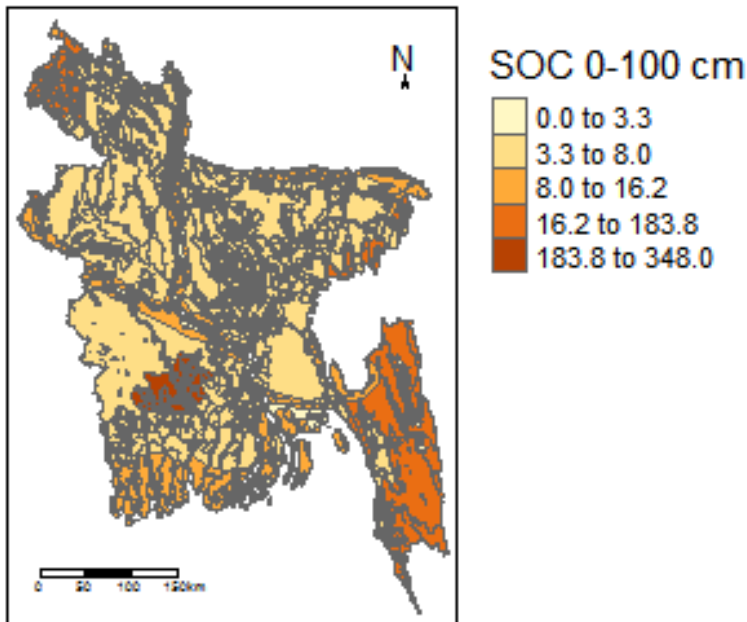 N
SOC 0-100 cm
0.0 to 3.3
3.3 to 8.0
8.0 to 16.2
16.2 to 183.8
183.8 to 348.0
0 50 100 150km